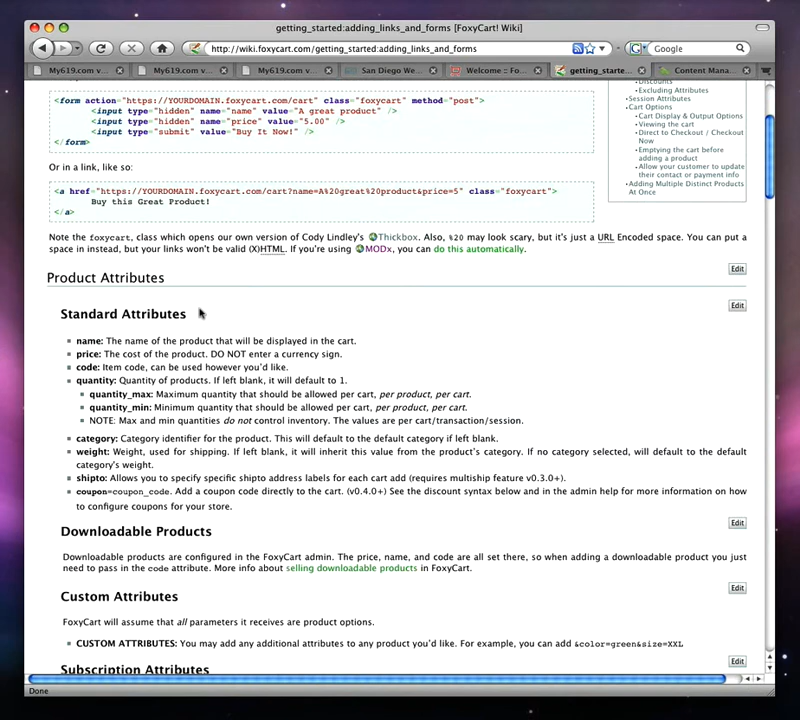 getting_started:adding_links_and_forms [FoxyCart! Wiki]
http://wiki.foxycart.com/getting_started:adding_links_and_forms
Google
My619.com v... My619.com v... My619.com v... San Diego We... Welcome :: Fo... getting_starte... Content Mana...
<form action="https://YOURDOMAIN.foxycart.com/cart" class="foxycart" method="post">
<input type="hidden" name="name" value="A great product" />
<input type="hidden" name="price" value="5.00" />
<input type="submit" value="Buy It Now!" />
</form>
Or in a link, like so:
<a href="https://YOURDOMAIN.foxycart.com/cart?name=A%20great%20product&price=5" class="foxycart">
Buy this Great Product!
</a>
Discounts
Excluding Attributes
Session Attributes
Cart Options
Cart Display & Output Options
Viewing the cart
Direct to Checkout / Checkout
Now
Emptying the cart before
adding a product
Allow your customer to update
their contact or payment info
Adding Multiple Distinct Products
At Once
Note the foxycart, class which opens our own version of Cody Lindley's Thickbox. Also, %20 may look scary, but it's just a URL Encoded space. You can put a
space in instead, but your links won't be valid (X)HTML. If you're using MODx, you can do this automatically.
Edit
Product Attributes
Edit
Standard Attributes
name: The name of the product that will be displayed in the cart.
price: The cost of the product. DO NOT enter a currency sign.
code: Item code, can be used however you'd like.
quantity: Quantity of products. If left blank, it will default to 1.
quantity_max: Maximum quantity that should be allowed per cart, per product, per cart.
quantity_min: Minimum quantity that should be allowed per cart, per product, per cart.
NOTE: Max and min quantities do not control inventory. The values are per cart/transaction/session.
category: Category identifier for the product. This will default to the default category if left blank.
weight: Weight, used for shipping. If left blank, it will inherit this value from the product's category. If no category selected, will default to the default
category's weight.
shipto: Allows you to specify specific shipto address labels for each cart add (requires multiship feature v0.3.0+).
coupon=coupon_code. Add a coupon code directly to the cart. (v0.4.0+) See the discount syntax below and in the admin help for more information on how
to configure coupons for your store.
Edit
Downloadable Products
Downloadable products are configured in the FoxyCart admin. The price, name, and code are all set there, so when adding a downloadable product you just
need to pass in the code attribute. More info about selling downloadable products in FoxyCart.
Edit
Custom Attributes
FoxyCart will assume that all parameters it receives are product options.
CUSTOM ATTRIBUTES: You may add any additional attributes to any product you'd like. For example, you can add &color=green&size=XXL
Edit
Subscription Attributes
Done